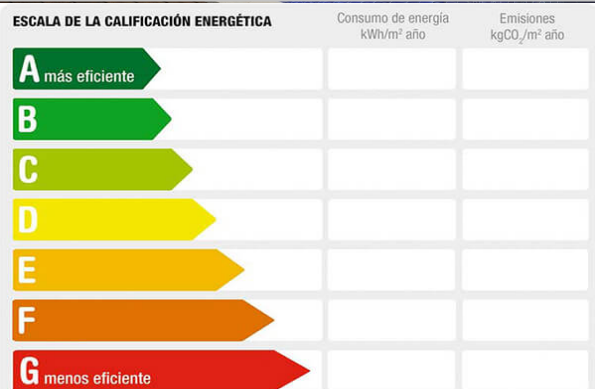 ESCALA DE LA CALIFICACIÓN ENERGÉTICA
Consumo de energía
kWh/m² año
Emisiones
kgCO₂/m² año
A más eficiente
B
C
D
E
F
G menos eficiente